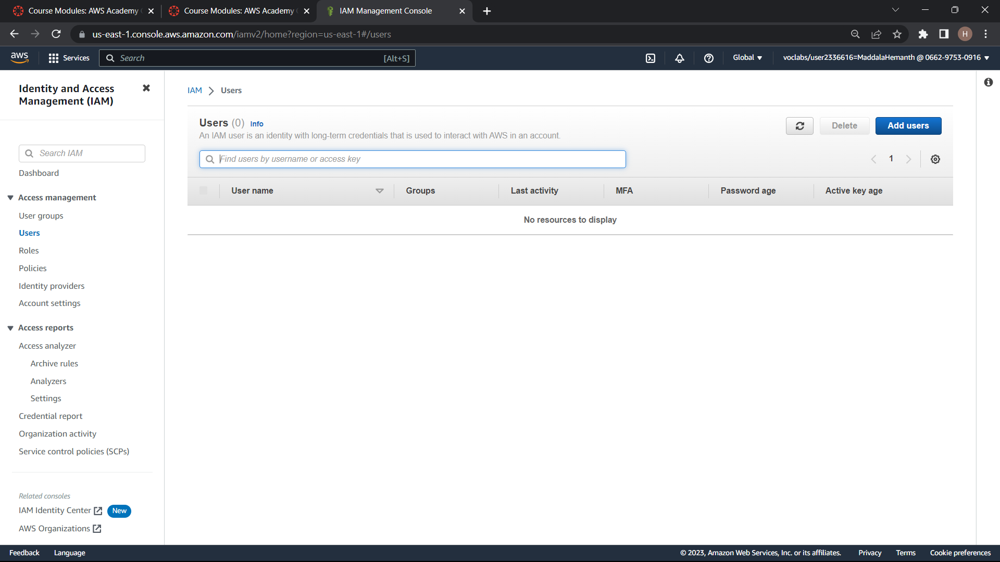 Course Modules: AWS Academy
Course Modules: AWS Academy
IAM Management Console
us-east-1.console.aws.amazon.com/iamv2/home?region=us-east-1#/users
H
aws
Services
Search
[Alt+S]
Global
voclabs/user2336616=MaddalaHemanth @ 0662-9753-0916
Identity and Access
Management (IAM)
Search IAM
Dashboard
Access management
User groups
Users
Roles
Policies
Identity providers
Account settings
Access reports
Access analyzer
Archive rules
Analyzers
Settings
Credential report
Organization activity
Service control policies (SCPs)
Related consoles
IAM Identity Center
New
AWS Organizations
IAM
Users
Users (0) Info
An IAM user is an identity with long-term credentials that is used to interact with AWS in an account.
Delete
Add users
Find users by username or access key
1
User name
Groups
Last activity
MFA
Password age
Active key age
No resources to display
Feedback
Language
© 2023, Amazon Web Services, Inc. or its affiliates.
Privacy
Terms
Cookie preferences